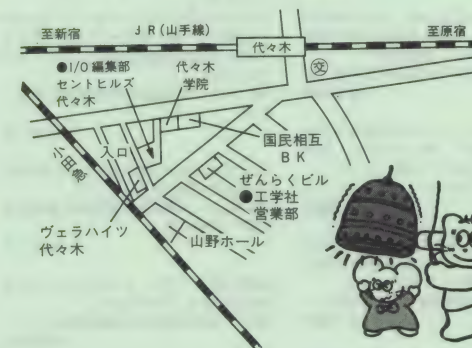 至新宿
JR(山手線)
代々木
至原宿
交
●I/O編集部
セントヒルズ
代々木
代々木
学院
入口
小田急
国民相互
BK
ぜんらくビル
●工学社
営業部
ヴェラハイツ
代々木
山野ホール